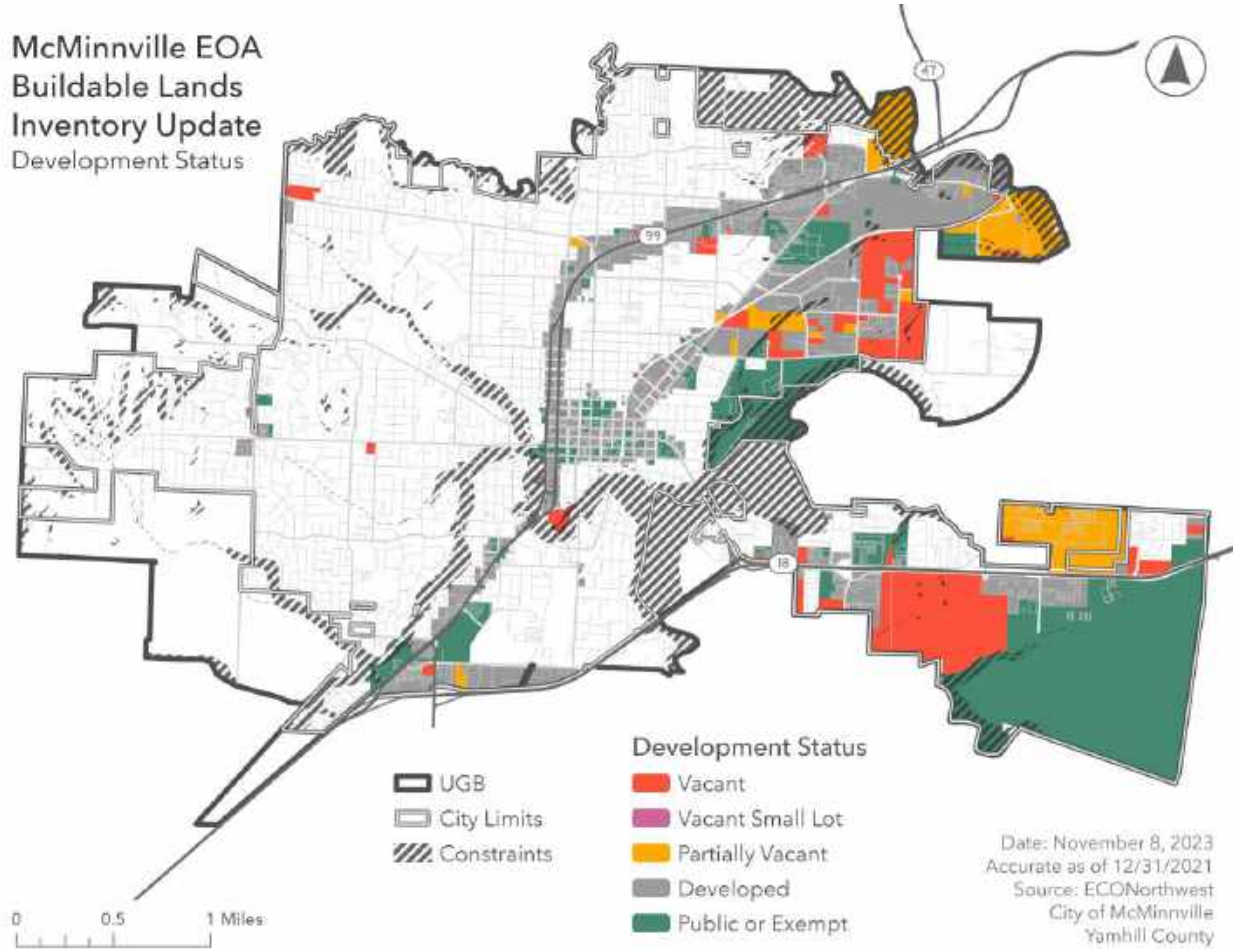 McMinnville EOA
Buildable Lands
Inventory Update
Development Status
47
99
18
UGB
City Limits
Constraints
Development Status
Vacant
Vacant Small Lot
Partially Vacant
Developed
Public or Exempt
0 0.5 1 Miles
Date: November 8, 2023
Accurate as of 12/31/2021
Source: ECONorthwest
City of McMinnville
Yamhill County